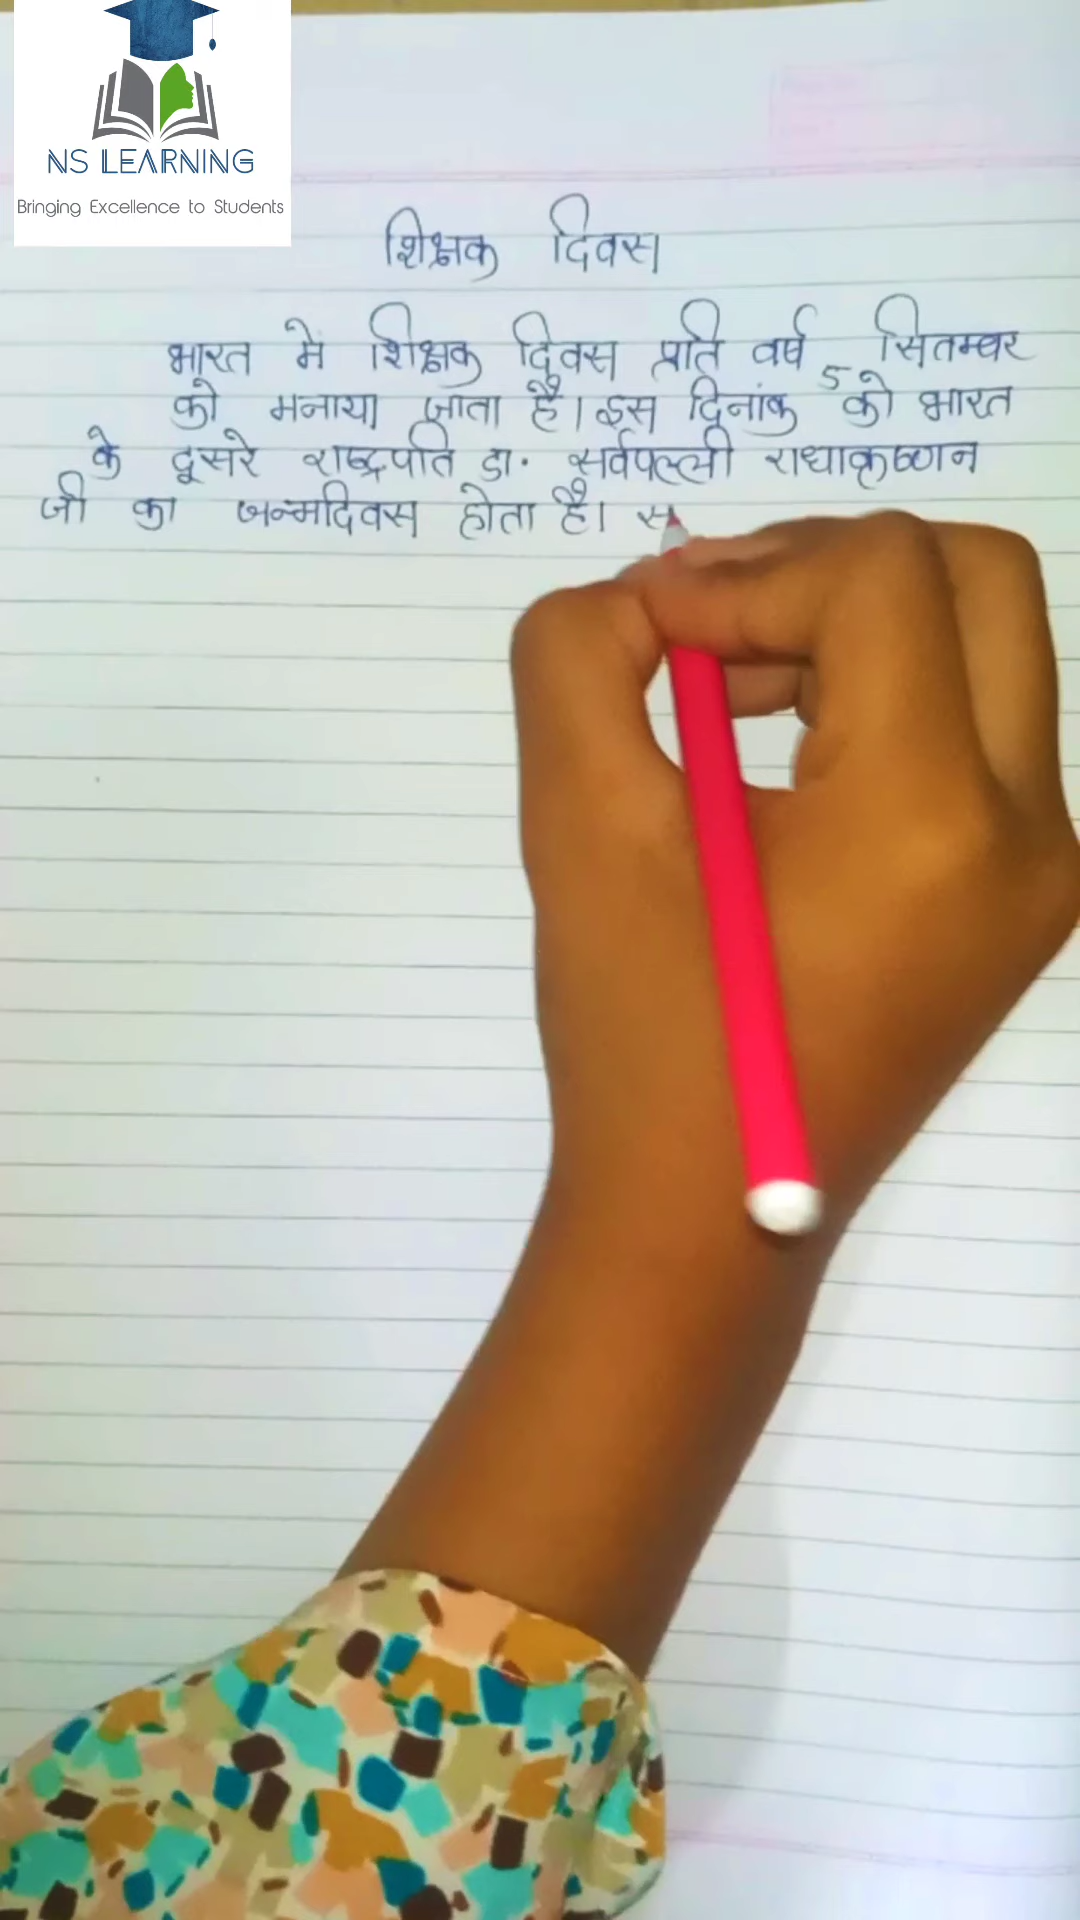 NS LEARNING
Bringing Excellence to Students
शिक्षक दिवस
भारत में शिक्षक दिवस प्रति वर्ष 5 सितम्बर
को मनाया जाता है। इस दिनांक को भारत
के दूसरे राष्ट्रपति डा. सर्वपल्ली राधाकृष्णन
जी का जन्मदिवस होता है। स